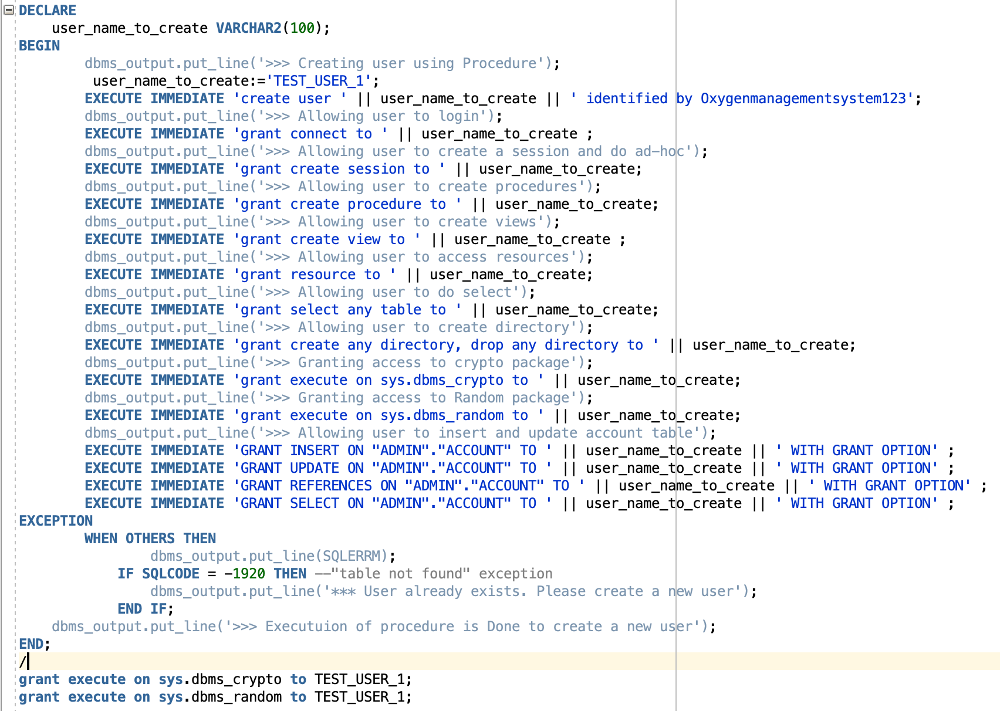 DECLARE
    user_name_to_create VARCHAR2(100);
BEGIN
        dbms_output.put_line('>>> Creating user using Procedure');
         user_name_to_create:='TEST_USER_1';
        EXECUTE IMMEDIATE 'create user ' || user_name_to_create || ' identified by Oxygenmanagementsystem123';
        dbms_output.put_line('>>> Allowing user to login');
        EXECUTE IMMEDIATE 'grant connect to ' || user_name_to_create ;
        dbms_output.put_line('>>> Allowing user to create a session and do ad-hoc');
        EXECUTE IMMEDIATE 'grant create session to ' || user_name_to_create;
        dbms_output.put_line('>>> Allowing user to create procedures');
        EXECUTE IMMEDIATE 'grant create procedure to ' || user_name_to_create;
        dbms_output.put_line('>>> Allowing user to create views');
        EXECUTE IMMEDIATE 'grant create view to ' || user_name_to_create ;
        dbms_output.put_line('>>> Allowing user to access resources');
        EXECUTE IMMEDIATE 'grant resource to ' || user_name_to_create;
        dbms_output.put_line('>>> Allowing user to do select');
        EXECUTE IMMEDIATE 'grant select any table to ' || user_name_to_create;
        dbms_output.put_line('>>> Allowing user to create directory');
        EXECUTE IMMEDIATE 'grant create any directory, drop any directory to ' || user_name_to_create;
        dbms_output.put_line('>>> Granting access to crypto package');
        EXECUTE IMMEDIATE 'grant execute on sys.dbms_crypto to ' || user_name_to_create;
        dbms_output.put_line('>>> Granting access to Random package');
        EXECUTE IMMEDIATE 'grant execute on sys.dbms_random to ' || user_name_to_create;
        dbms_output.put_line('>>> Allowing user to insert and update account table');
        EXECUTE IMMEDIATE 'GRANT INSERT ON "ADMIN"."ACCOUNT" TO ' || user_name_to_create || ' WITH GRANT OPTION' ;
        EXECUTE IMMEDIATE 'GRANT UPDATE ON "ADMIN"."ACCOUNT" TO ' || user_name_to_create || ' WITH GRANT OPTION' ;
        EXECUTE IMMEDIATE 'GRANT REFERENCES ON "ADMIN"."ACCOUNT" TO ' || user_name_to_create || ' WITH GRANT OPTION' ;
        EXECUTE IMMEDIATE 'GRANT SELECT ON "ADMIN"."ACCOUNT" TO ' || user_name_to_create || ' WITH GRANT OPTION' ;
EXCEPTION
        WHEN OTHERS THEN
                dbms_output.put_line(SQLERRM);
            IF SQLCODE = -1920 THEN --"table not found" exception
                dbms_output.put_line('*** User already exists. Please create a new user');
            END IF;
    dbms_output.put_line('>>> Executuion of procedure is Done to create a new user');
END;
/
grant execute on sys.dbms_crypto to TEST_USER_1;
grant execute on sys.dbms_random to TEST_USER_1;